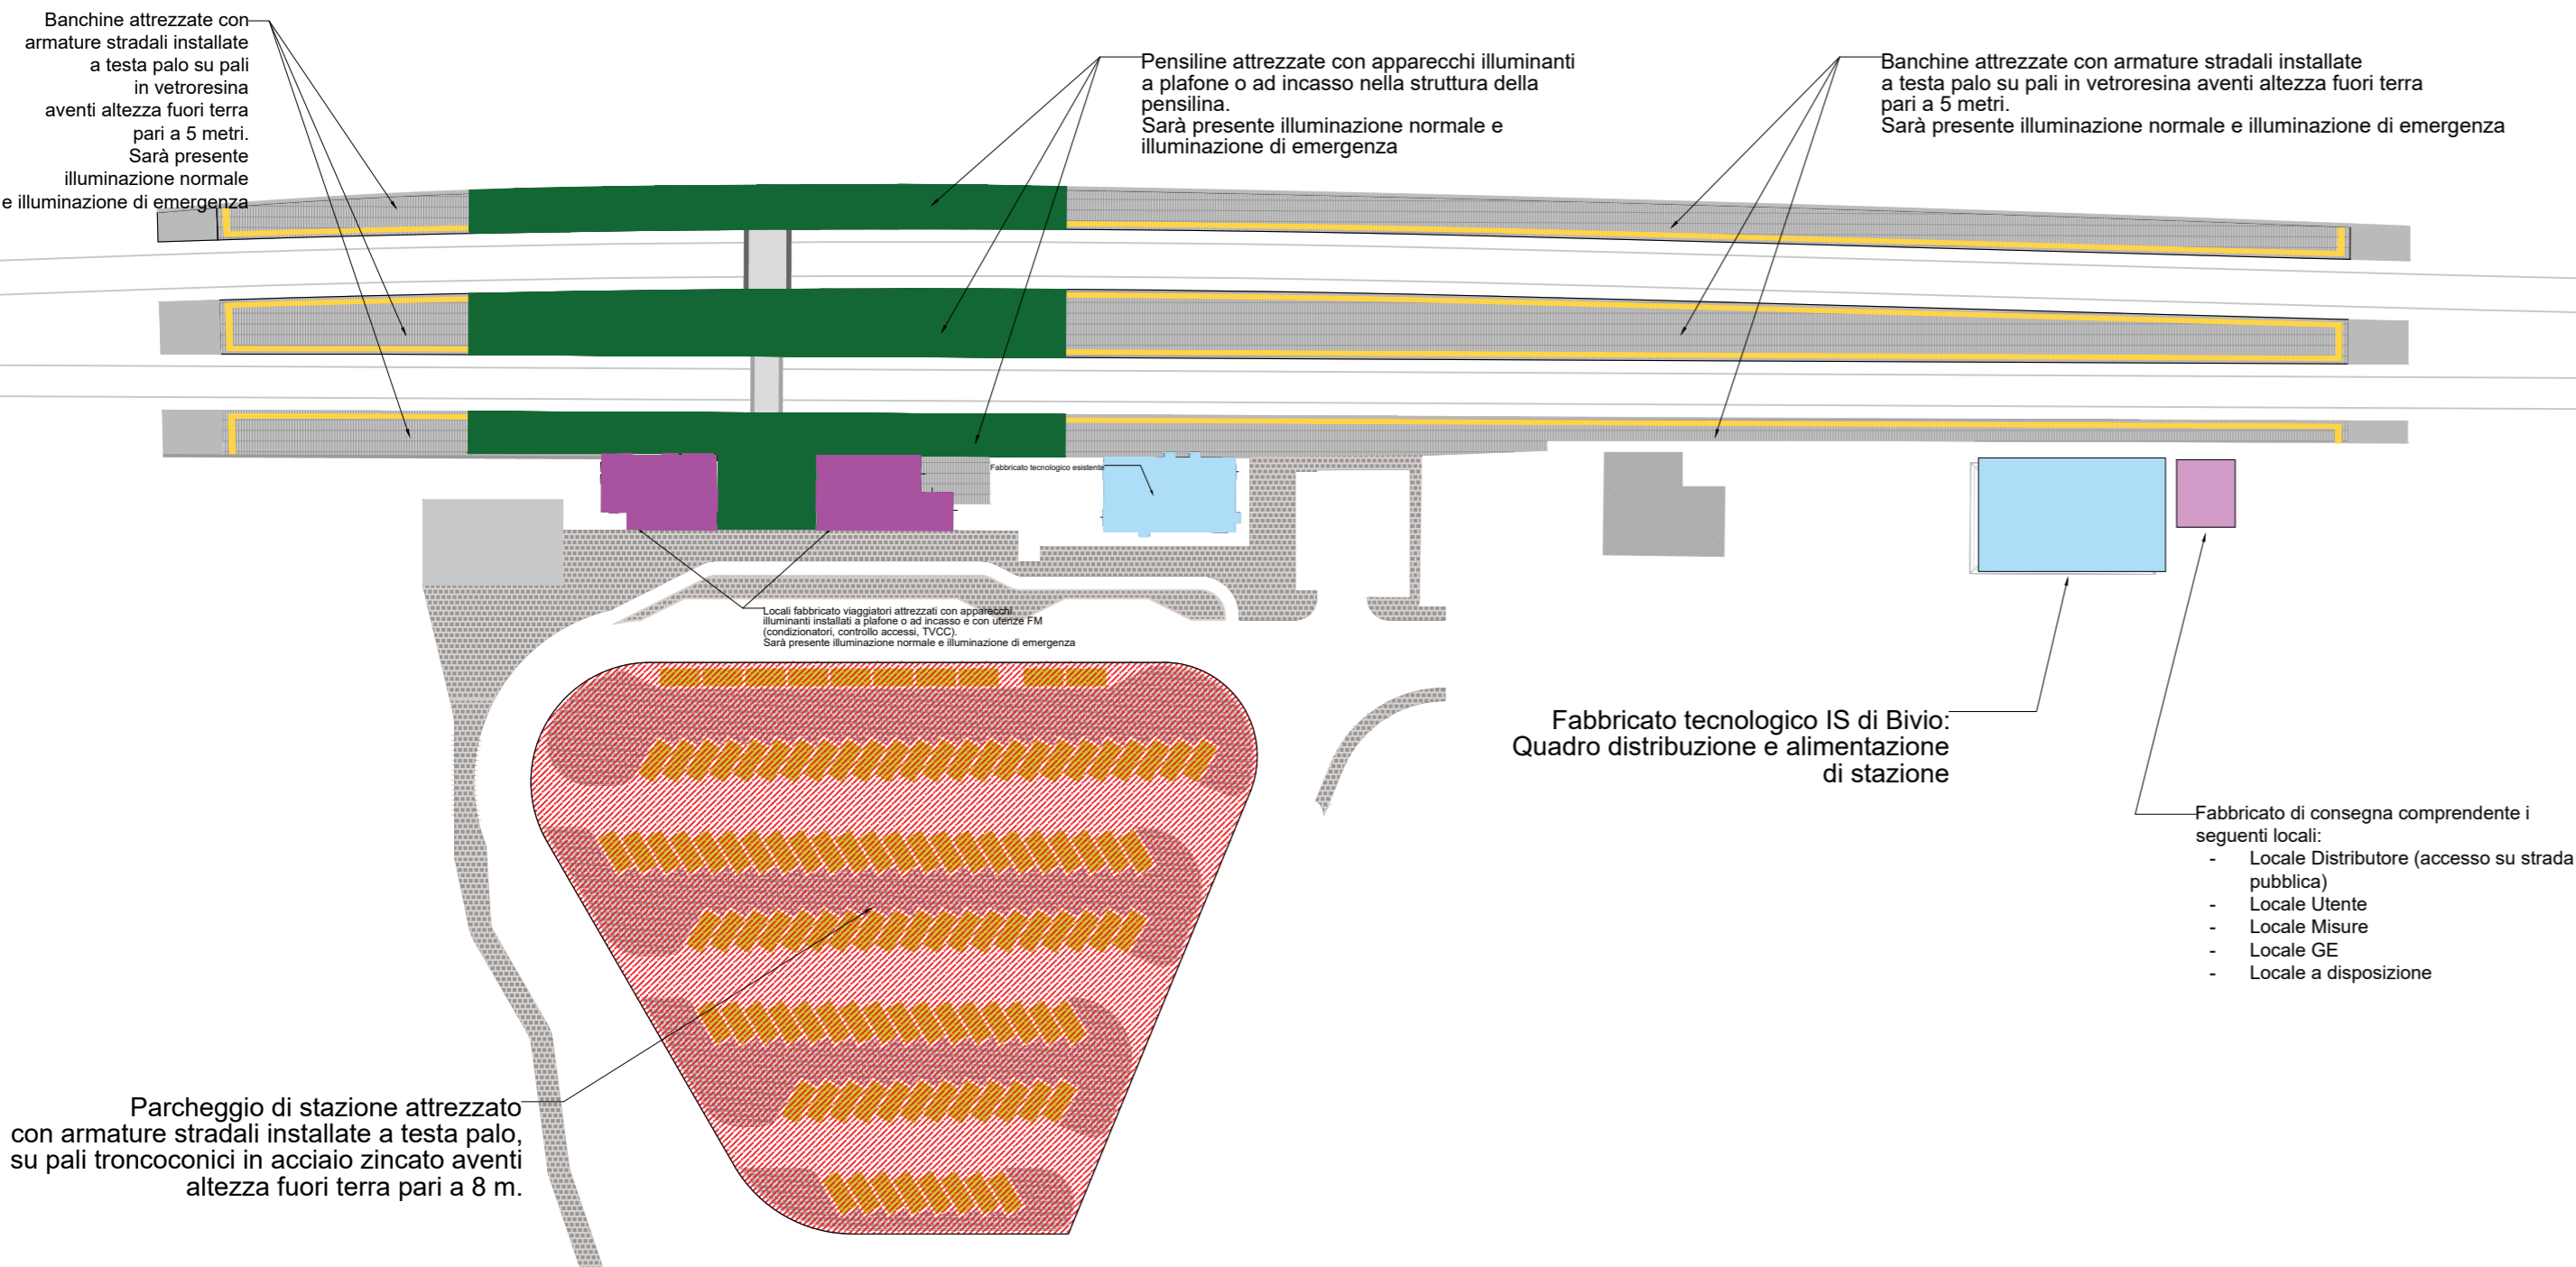 Banchine attrezzate con
armature stradali installate
a testa palo su pali
in vetroresina
aventi altezza fuori terra
pari a 5 metri.
Sarà presente
illuminazione normale
e illuminazione di emergenza
Pensiline attrezzate con apparecchi illuminanti
a plafone o ad incasso nella struttura della
pensilina.
Sarà presente illuminazione normale e
illuminazione di emergenza
Banchine attrezzate con armature stradali installate
a testa palo su pali in vetroresina aventi altezza fuori terra
pari a 5 metri.
Sarà presente illuminazione normale e illuminazione di emergenza
Fabbricato tecnologico esistente
Locali fabbricato viaggiatori attrezzati con apparecchi
illuminanti installati a plafone o ad incasso e con utenze FM
(condizionatori, controllo accessi, TVCC).
Sarà presente illuminazione normale e illuminazione di emergenza
Fabbricato tecnologico IS di Bivio:
Quadro distribuzione e alimentazione
di stazione
Fabbricato di consegna comprendente i
seguenti locali:
- Locale Distributore (accesso su strada
pubblica)
- Locale Utente
- Locale Misure
- Locale GE
- Locale a disposizione
Parcheggio di stazione attrezzato
con armature stradali installate a testa palo,
su pali troncoconici in acciaio zincato aventi
altezza fuori terra pari a 8 m.